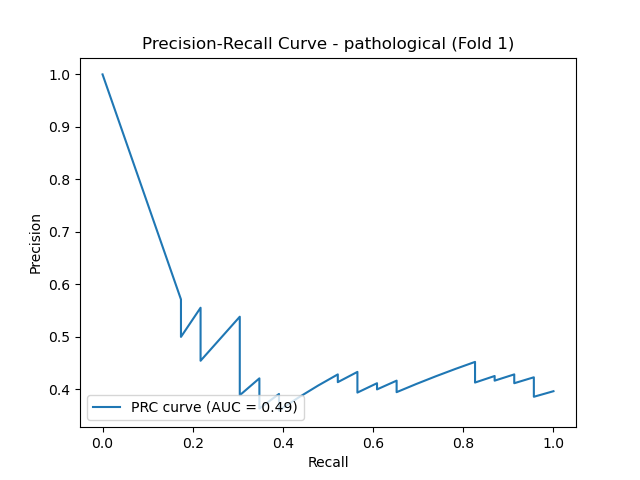 Precision-Recall Curve - pathological (Fold 1)
1.0
0.9
0.8
0.7
0.6
0.5
0.4
Precision
PRC curve (AUC = 0.49)
0.0 0.2 0.4 0.6 0.8 1.0
Recall